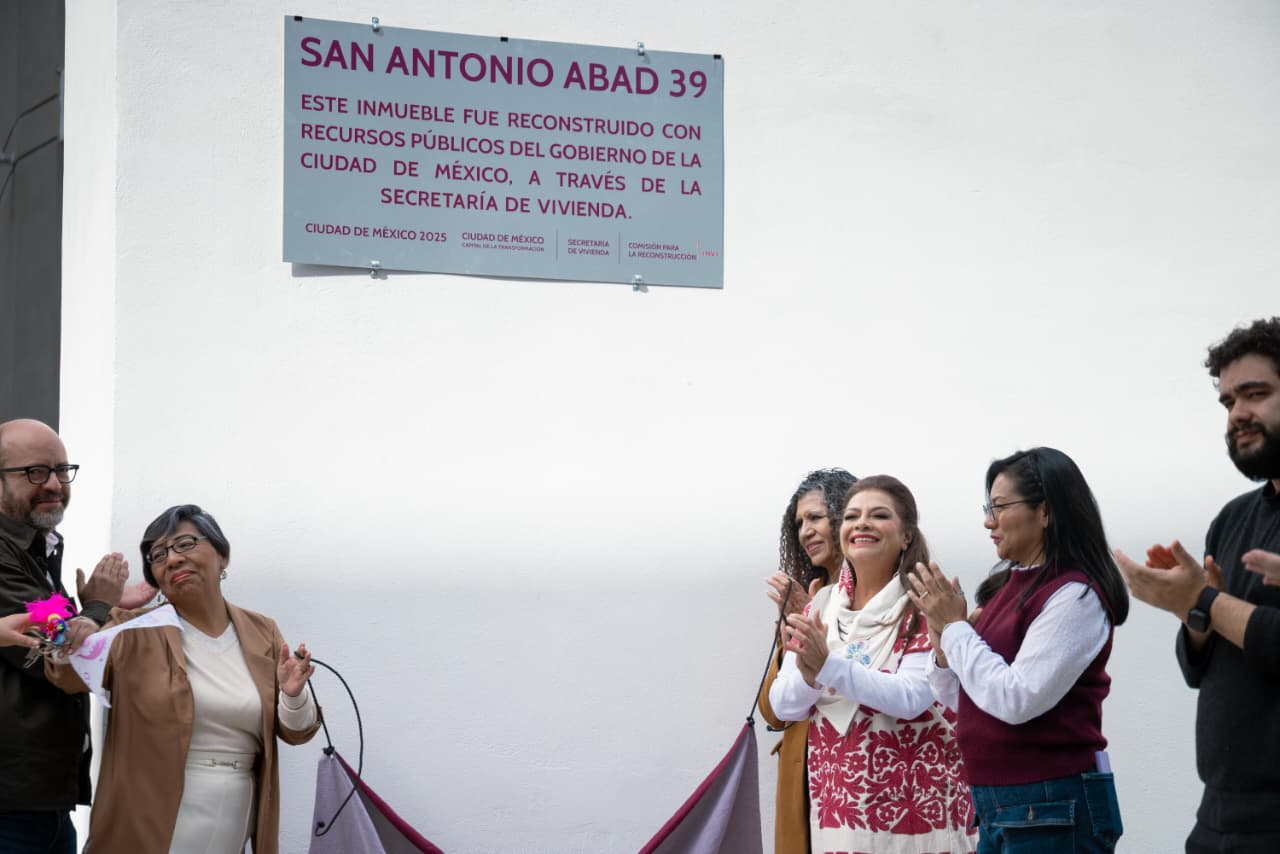 SAN ANTONIO ABAD 39
ESTE INMUEBLE FUE RECONSTRUIDO CON
RECURSOS PÚBLICOS DEL GOBIERNO DE LA
CIUDAD DE MÉXICO, A TRAVÉS DE LA
SECRETARÍA DE VIVIENDA.
CIUDAD DE MÉXICO 2025
CIUDAD DE MÉXICO
CAPITAL DE LA TRANSFORMACIÓN
SECRETARÍA
DE VIVIENDA
COMISIÓN PARA
LA RECONSTRUCCIÓN